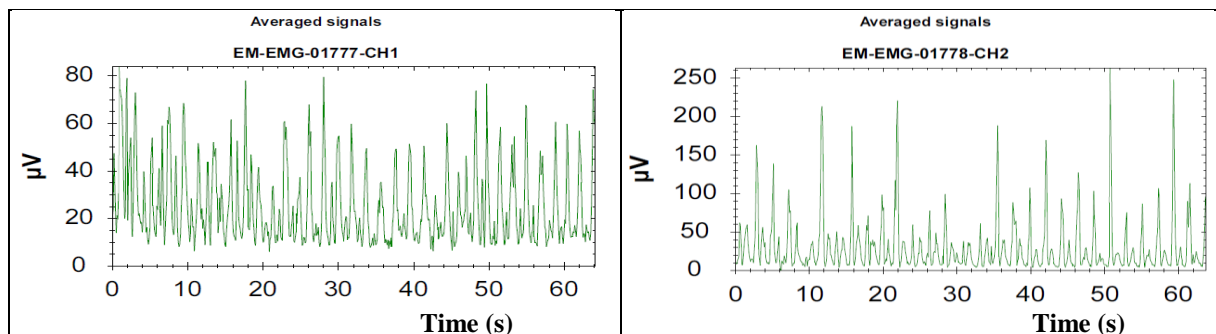 Averaged signals
EM-EMG-01777-CH1
80
60
40
20
0
µV
0 10 20 30 40 50 60
Time (s)
Averaged signals
EM-EMG-01778-CH2
250
200
150
100
50
0
µV
0 10 20 30 40 50 60
Time (s)